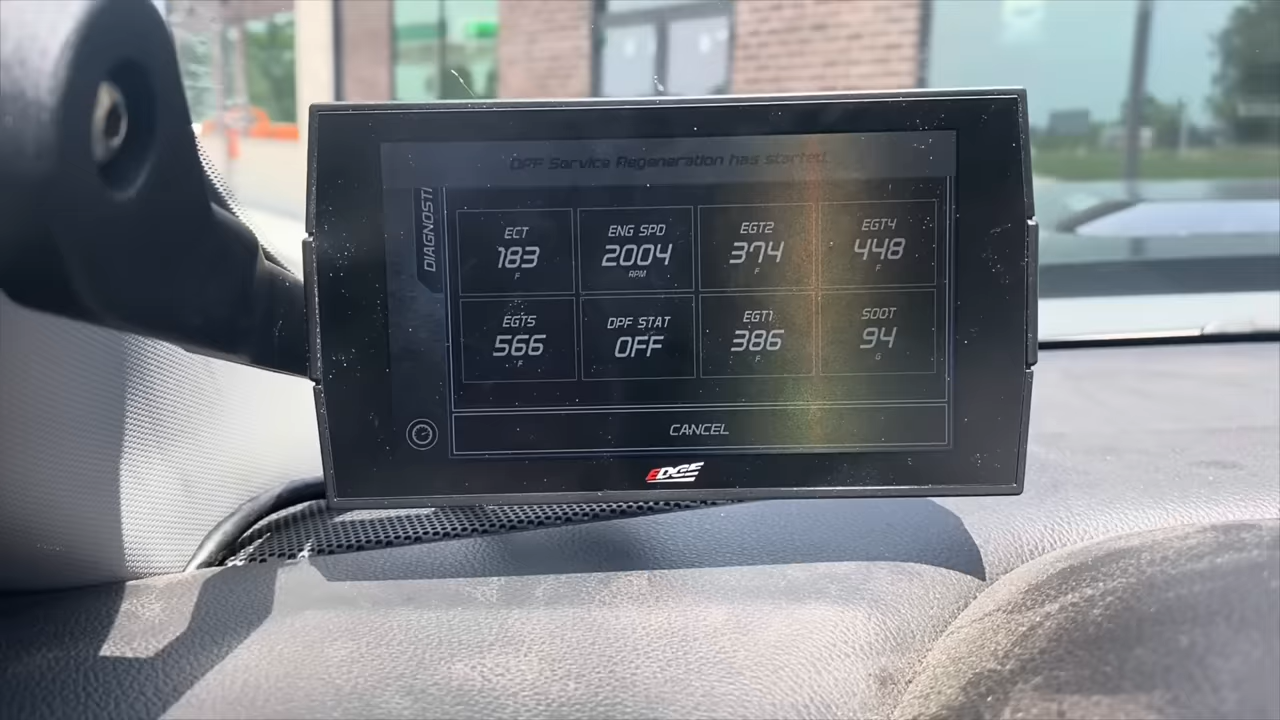 DPF Service Regeneration has started.
DIAGNOSTI
ECT
183
F
ENG SPD
2004
RPM
EGT2
374
F
EGT4
448
F
EGT5
566
F
DPF STAT
OFF
EGT1
386
F
SOOT
94
G
CANCEL
EDGE